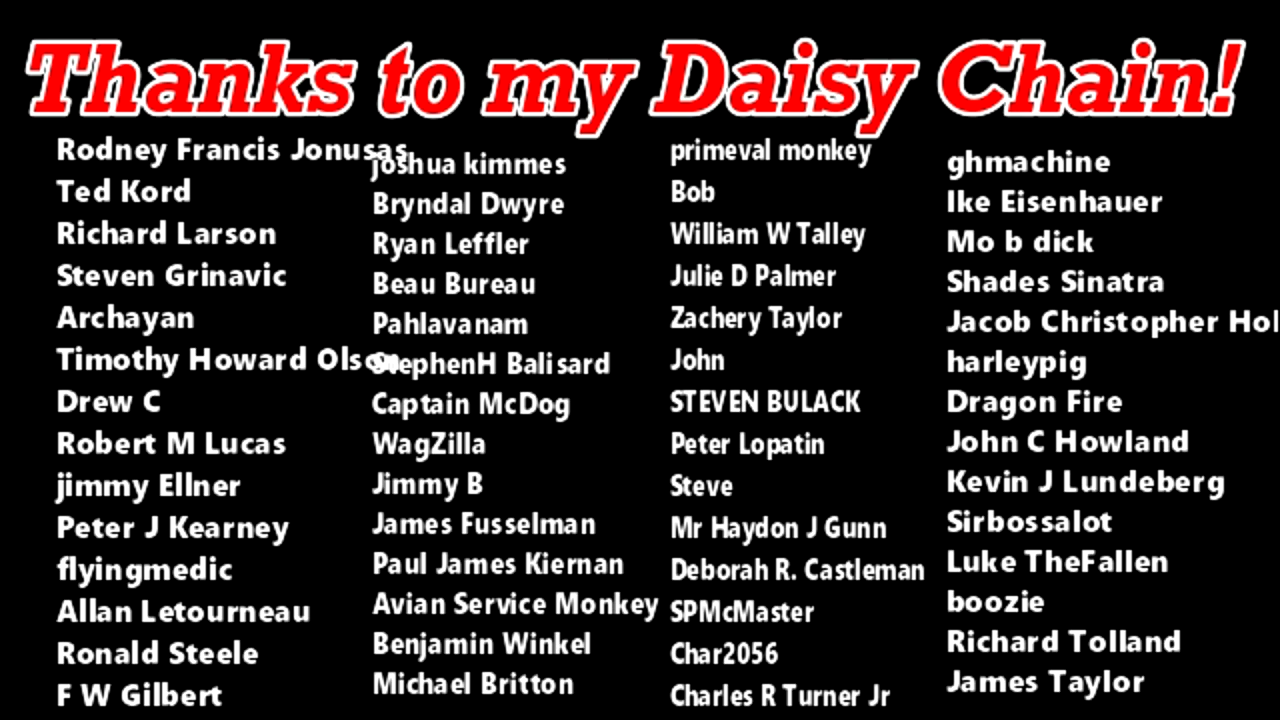 Thanks to my Daisy Chain!
Rodney Francis Jonusas
Ted Kord
Richard Larson
Steven Grinavic
Archayan
Timothy Howard Olson
Drew C
Robert M Lucas
jimmy Ellner
Peter J Kearney
flyingmedic
Allan Letourneau
Ronald Steele
F W Gilbert
joshua kimmes
Bryndal Dwyre
Ryan Leffler
Beau Bureau
Pahlavanam
StephenH Balisard
Captain McDog
WagZilla
Jimmy B
James Fusselman
Paul James Kiernan
Avian Service Monkey
Benjamin Winkel
Michael Britton
primeval monkey
Bob
William W Talley
Julie D Palmer
Zachery Taylor
John
STEVEN BULACK
Peter Lopatin
Steve
Mr Haydon J Gunn
Deborah R. Castleman
SPMcMaster
Char2056
Charles R Turner Jr
ghmachine
Ike Eisenhauer
Mo b dick
Shades Sinatra
Jacob Christopher
harleypig
Dragon Fire
John C Howland
Kevin J Lundeberg
Sirbossalot
Luke TheFallen
boozie
Richard Tolland
James Taylor